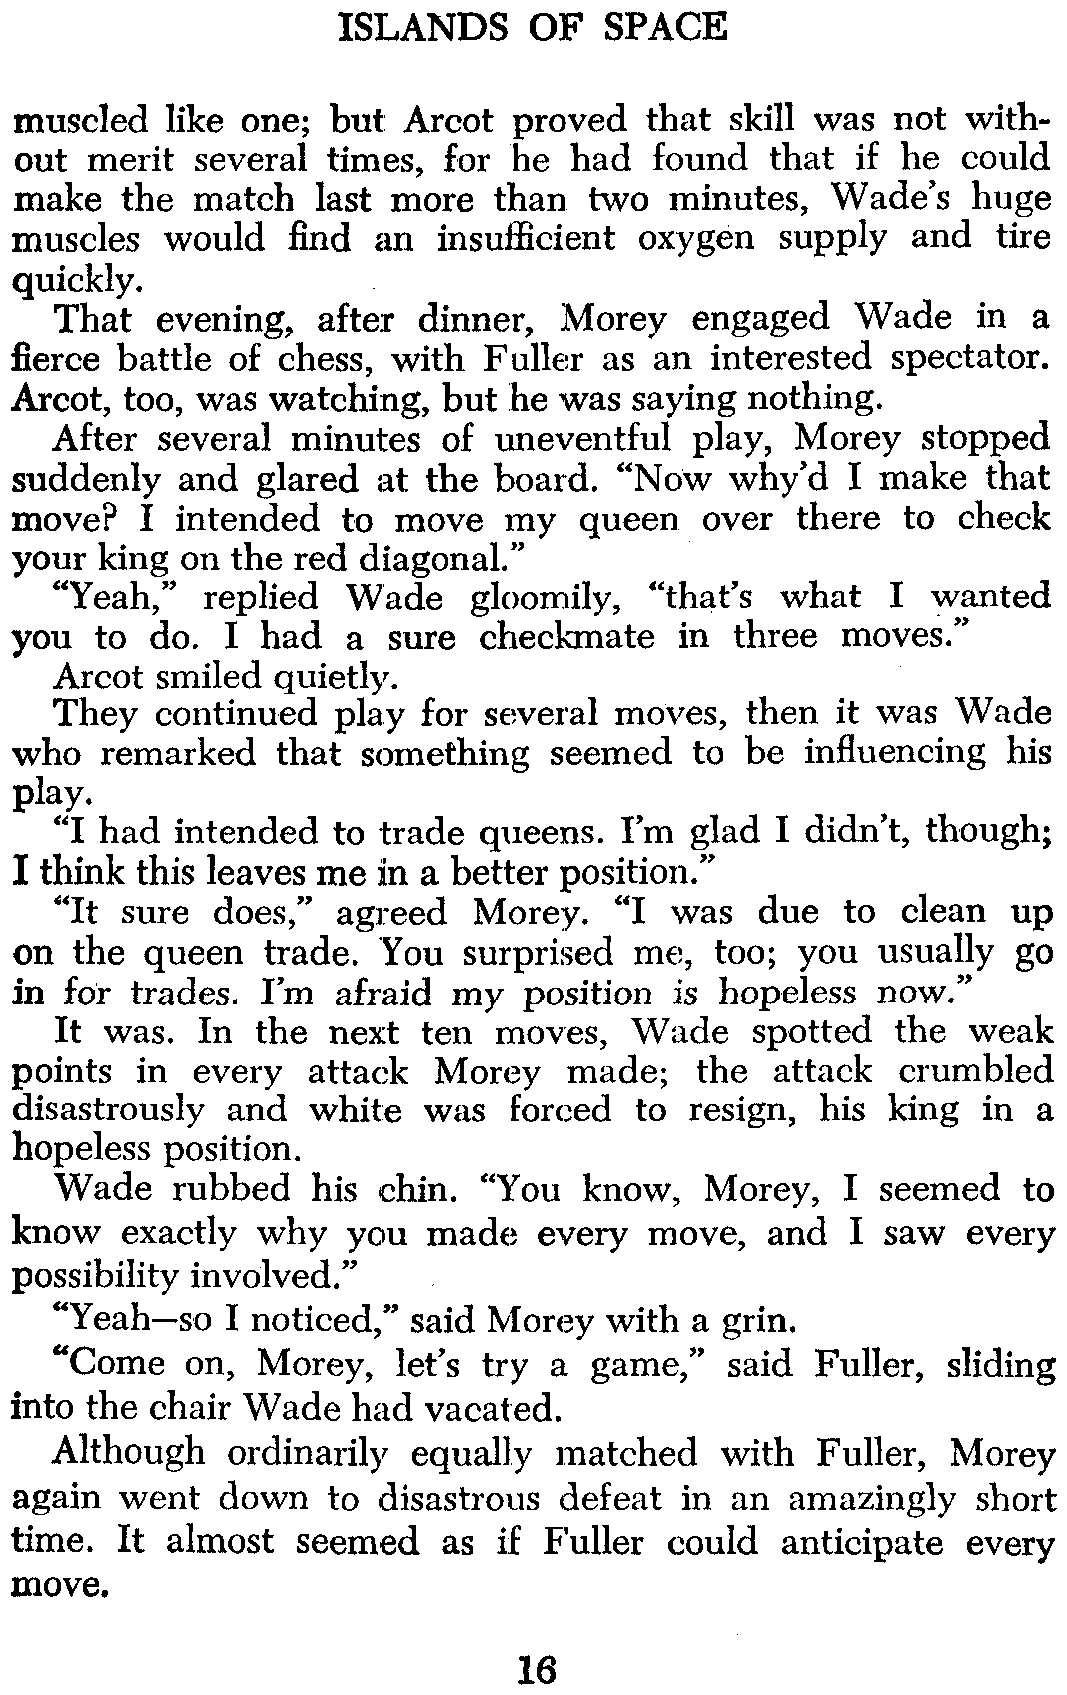 ISLANDS OF SPACE
muscled like one; but Arcot proved that skill was not with-
out merit several times, for he had found that if he could
make the match last more than two minutes, Wade's huge
muscles would find an insufficient oxygen supply and tire
quickly.
That evening, after dinner, Morey engaged Wade in a
fierce battle of chess, with Fuller as an interested spectator.
Arcot, too, was watching, but he was saying nothing.
After several minutes of uneventful play, Morey stopped
suddenly and glared at the board. “Now why'd I make that
move? I intended to move my queen over there to check
your king on the red diagonal.”
“Yeah,” replied Wade gloomily, “that's what I wanted
you to do. I had a sure checkmate in three moves.”
Arcot smiled quietly.
They continued play for several moves, then it was Wade
who remarked that something seemed to be influencing his
play.
“I had intended to trade queens. I'm glad I didn't, though;
I think this leaves me in a better position.”
“It sure does,” agreed Morey. “I was due to clean up
on the queen trade. You surprised me, too; you usually go
in for trades. I'm afraid my position is hopeless now.”
It was. In the next ten moves, Wade spotted the weak
points in every attack Morey made; the attack crumbled
disastrously and white was forced to resign, his king in a
hopeless position.
Wade rubbed his chin. “You know, Morey, I seemed to
know exactly why you made every move, and I saw every
possibility involved.”
“Yeah—so I noticed,” said Morey with a grin.
“Come on, Morey, let's try a game,” said Fuller, sliding
into the chair Wade had vacated.
Although ordinarily equally matched with Fuller, Morey
again went down to disastrous defeat in an amazingly short
time. It almost seemed as if Fuller could anticipate every
move.
16